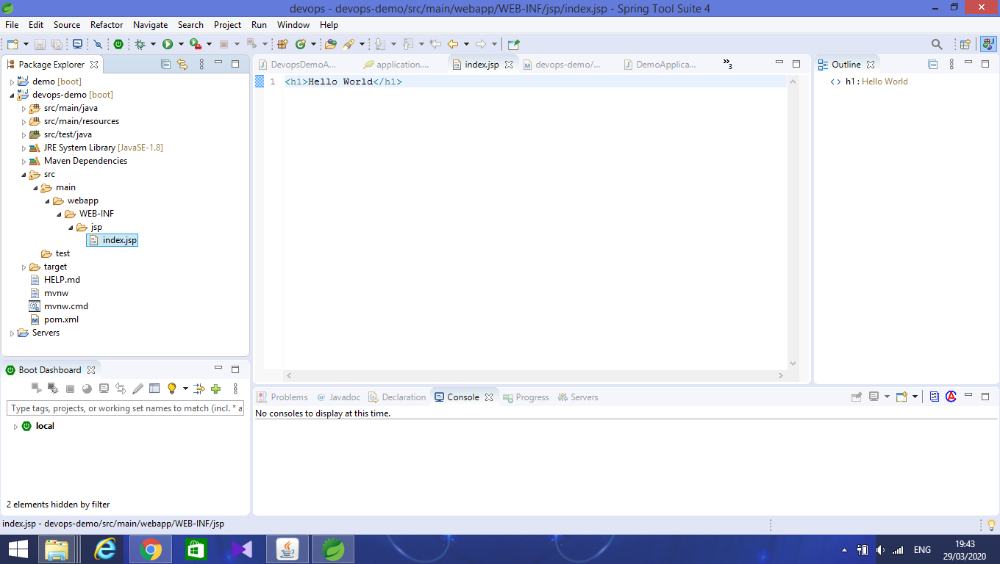 devops - devops-demo/src/main/webapp/WEB-INF/jsp/index.jsp - Spring Tool Suite 4
File Edit Source Refactor Navigate Search Project Run Window Help
Package Explorer
demo [boot]
devops-demo [boot]
src/main/java
src/main/resources
src/test/java
JRE System Library [JavaSE-1.8]
Maven Dependencies
src
main
webapp
WEB-INF
jsp
index.jsp
test
target
HELP.md
mvnw
mvnw.cmd
pom.xml
Servers
Boot Dashboard
Type tags, projects, or working set names to match (incl. * a
local
2 elements hidden by filter
DevopsDemoA... application.... index.jsp devops-demo/... DemoApplica... »3
1 <h1>Hello World</h1>
Outline
<> h1 : Hello World
Problems @ Javadoc Declaration Console Progress Servers
No consoles to display at this time.
index.jsp - devops-demo/src/main/webapp/WEB-INF/jsp
ENG
19:43
29/03/2020